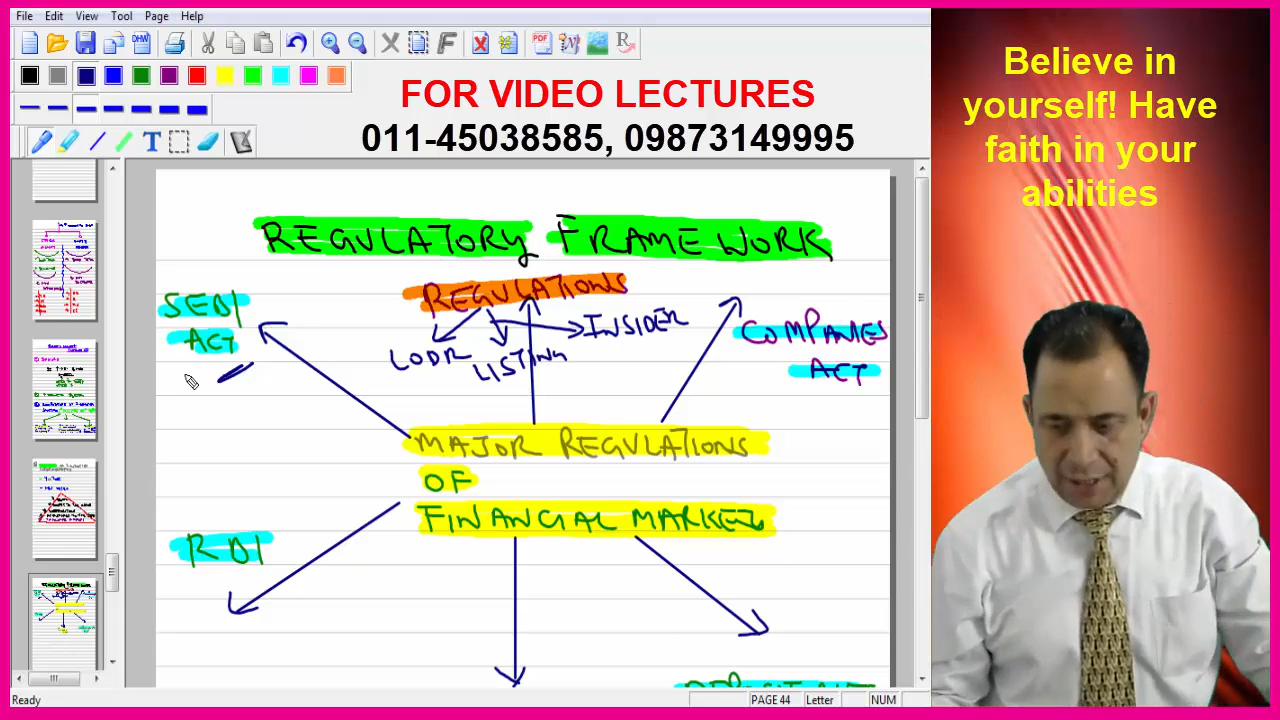 File Edit View Tool Page Help
FOR VIDEO LECTURES
011-45038585, 09873149995
REGULATORY FRAMEWORK
REGULATIONS
SEBI
ACT
LODR
LISTING
INSIDER
COMPANIES
ACT
MAJOR REGULATIONS
OF
FINANCIAL MARKET
RBI
Ready
PAGE 44
Letter
NUM
Believe in
yourself! Have
faith in your
abilities